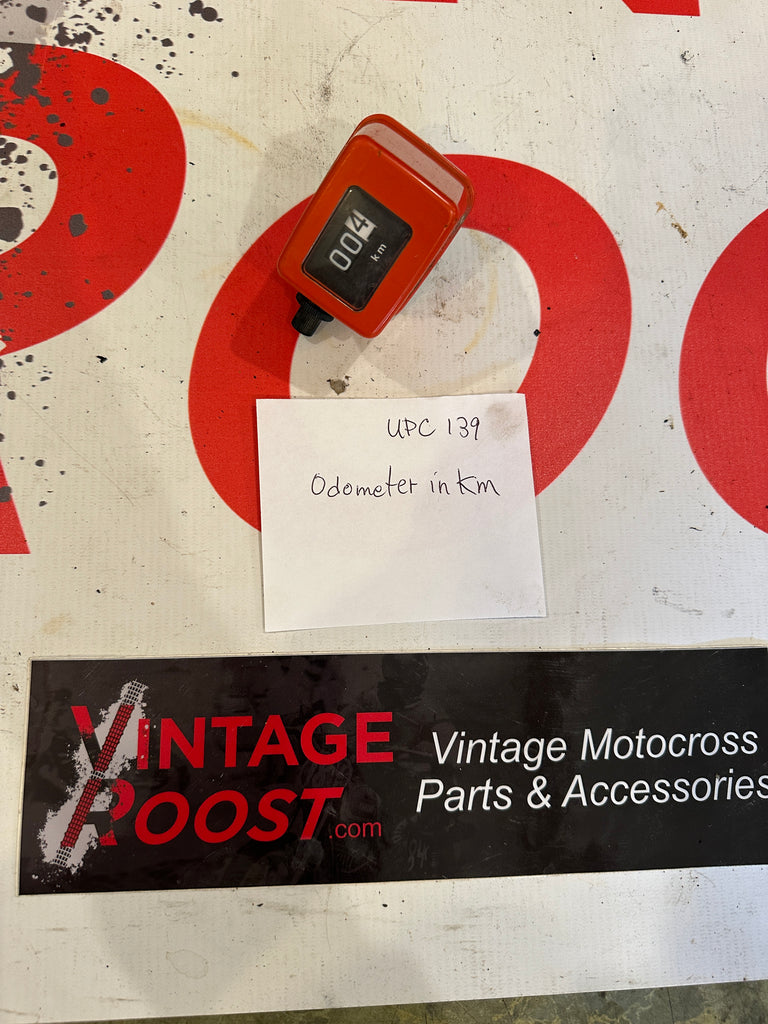 004
km
UPC 139
Odometer in Km
VINTAGE
ROOST.com
Vintage Motocross
Parts & Accessories